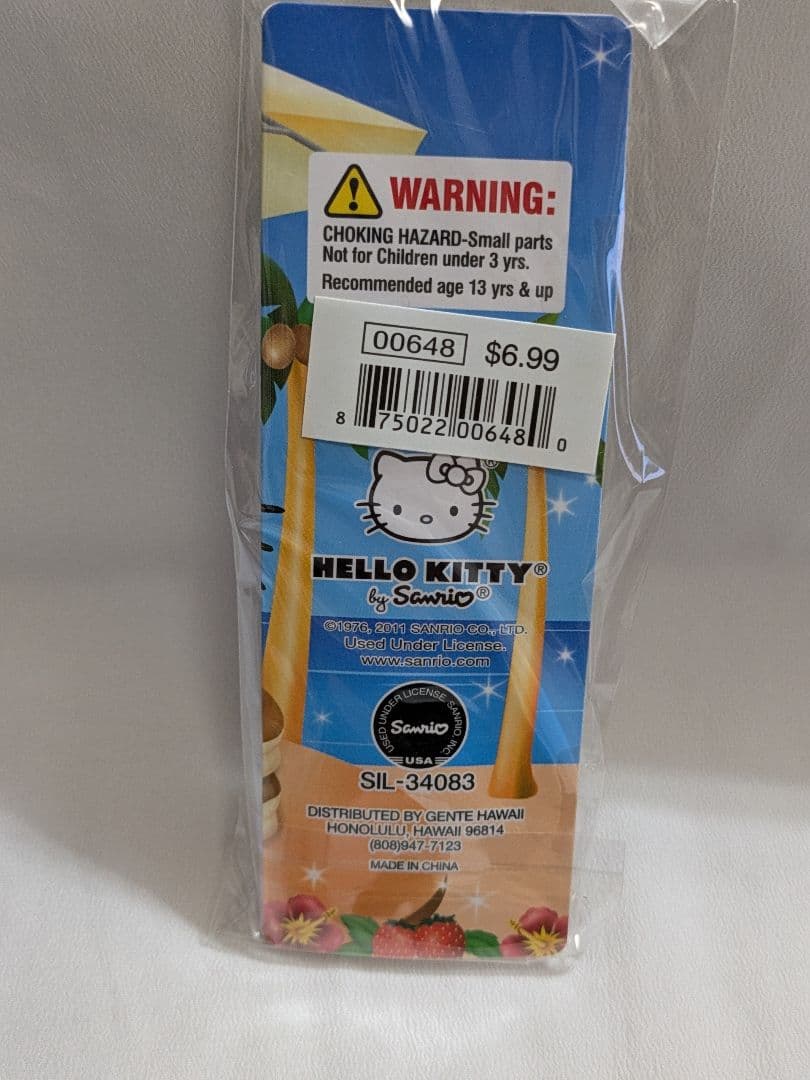 WARNING:
CHOKING HAZARD-Small parts
Not for Children under 3 yrs.
Recommended age 13 yrs & up
00648 $6.99
8 75022 00648 0
HELLO KITTY®
by Sanrio®
©1976, 2011 SANRIO CO., LTD.
Used Under License.
www.sanrio.com
USED UNDER LICENSE SANRIO, INC.
Sanrio
USA
SIL-34083
DISTRIBUTED BY GENTE HAWAII
HONOLULU, HAWAII 96814
(808)947-7123
MADE IN CHINA